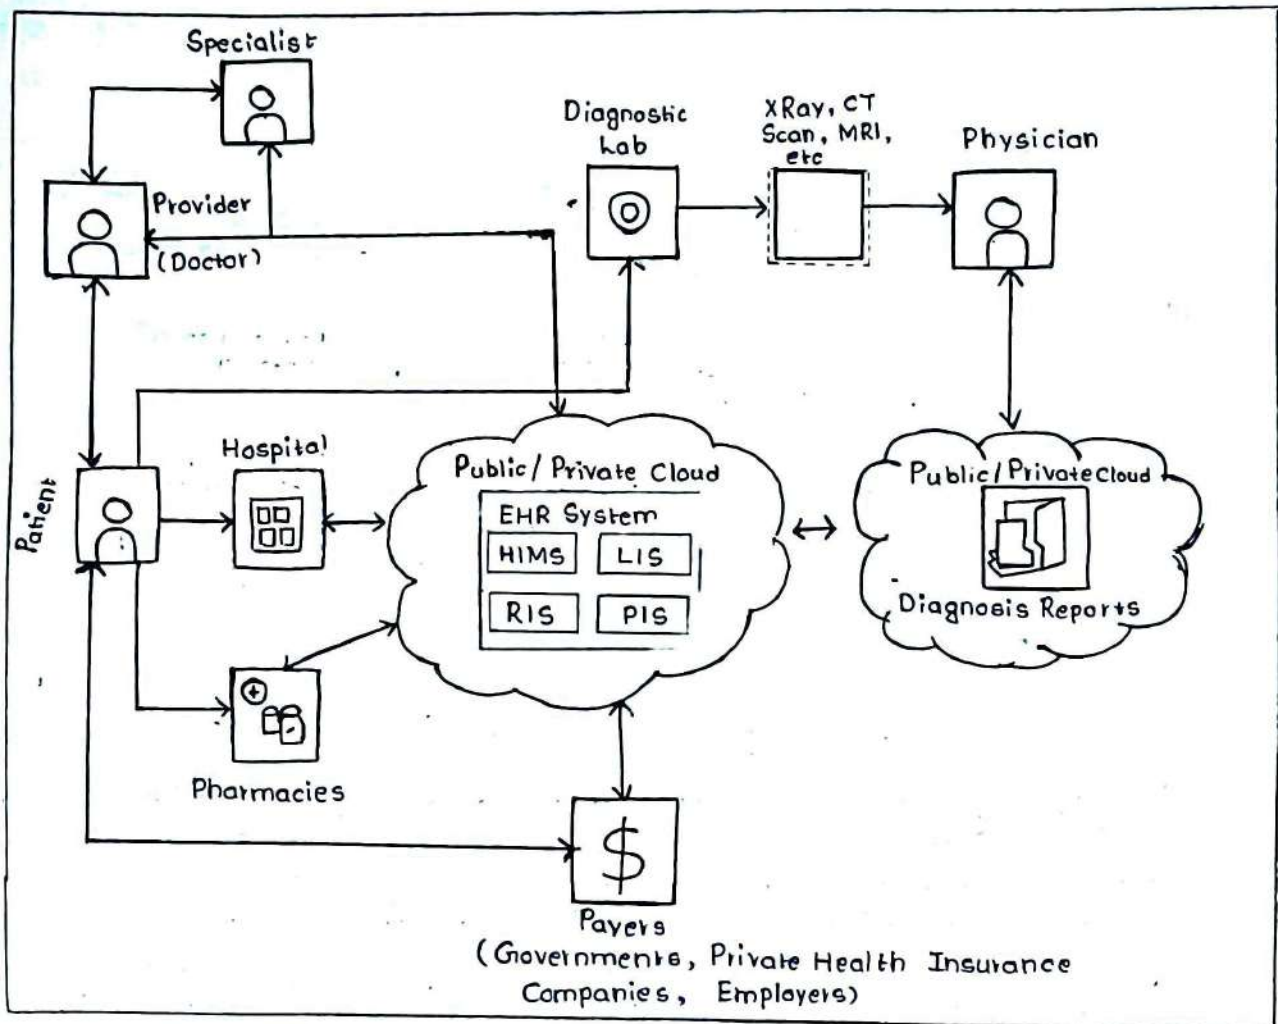 Specialist
Diagnostic
Lab
XRay, CT
Scan, MRI,
etc
Physician
Provider
(Doctor)
Patient
Hospital
Public/Private Cloud
EHR System
HIMS
LIS
RIS
PIS
Public/Private Cloud
Diagnosis Reports
Pharmacies
$
Payers
(Governments, Private Health Insurance
Companies, Employers)